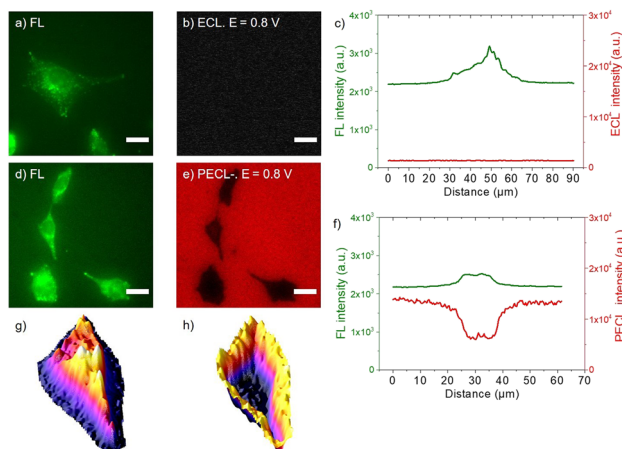 a) FL
b) ECL. E = 0.8 V
c)
FL intensity (a.u.)
4x10³
3x10³
2x10³
1x10³
0
ECL intensity (a.u.)
3x10⁴
2x10⁴
1x10⁴
0
0 10 20 30 40 50 60 70 80 90
Distance (µm)
d) FL
e) PECL-. E = 0.8 V
f)
FL intensity (a.u.)
4x10³
3x10³
2x10³
1x10³
0
PECL intensity (a.u.)
3x10⁴
2x10⁴
1x10⁴
0
0 10 20 30 40 50 60 70
Distance (µm)
g)
h)